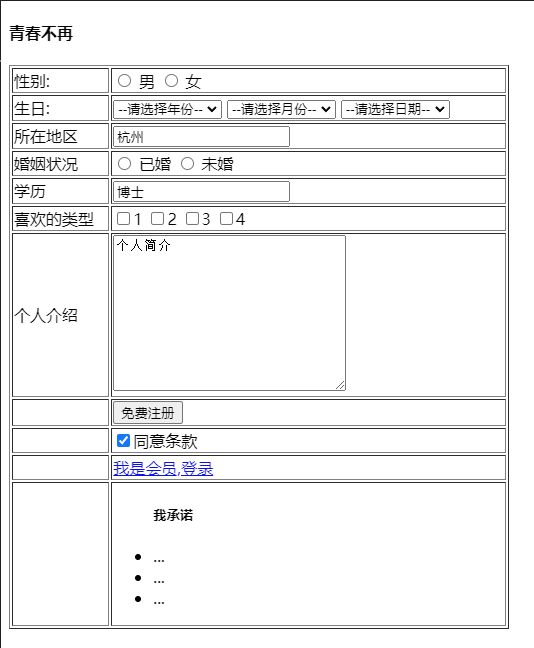 青春不再
性别: 男 女
生日: --请选择年份-- --请选择月份-- --请选择日期--
所在地区 杭州
婚姻状况 已婚 未婚
学历 博士
喜欢的类型 1 2 3 4
个人简介
个人介绍
免费注册
同意条款
我是会员,登录
我承诺
...
...
...